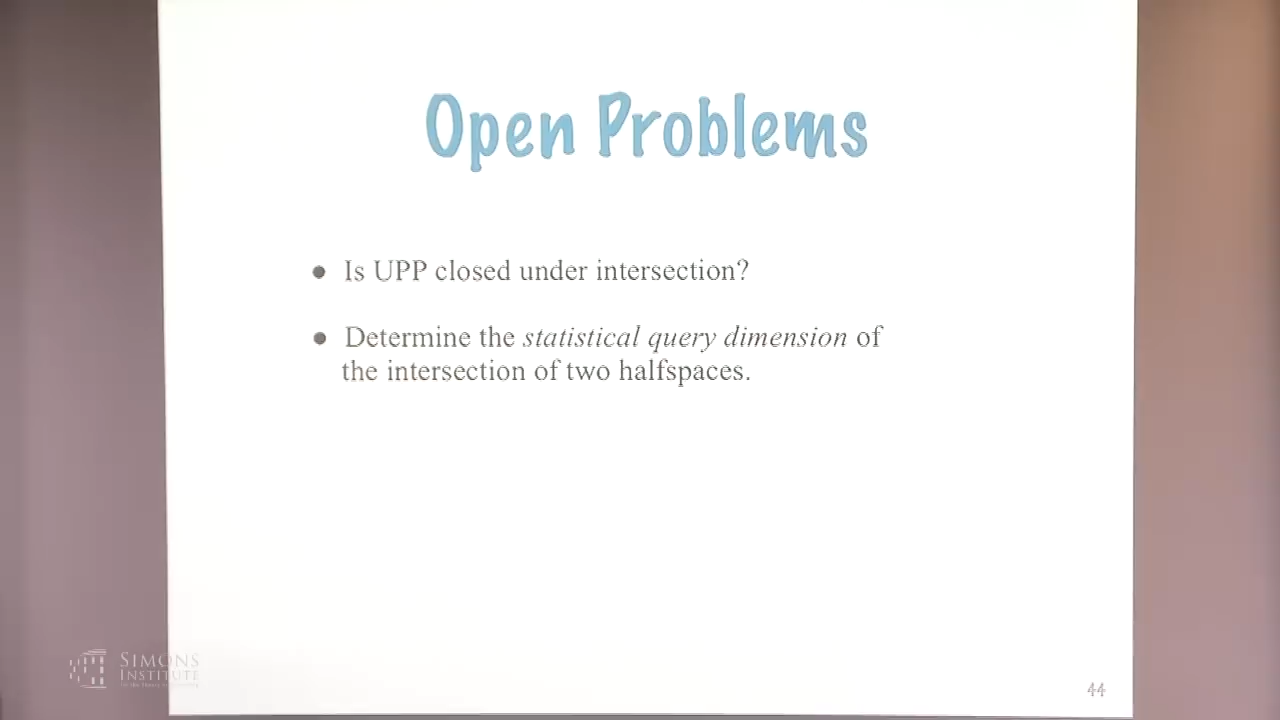 Open Problems
● Is UPP closed under intersection?
● Determine the statistical query dimension of
the intersection of two halfspaces.
SIMONS
INSTITUTE
44